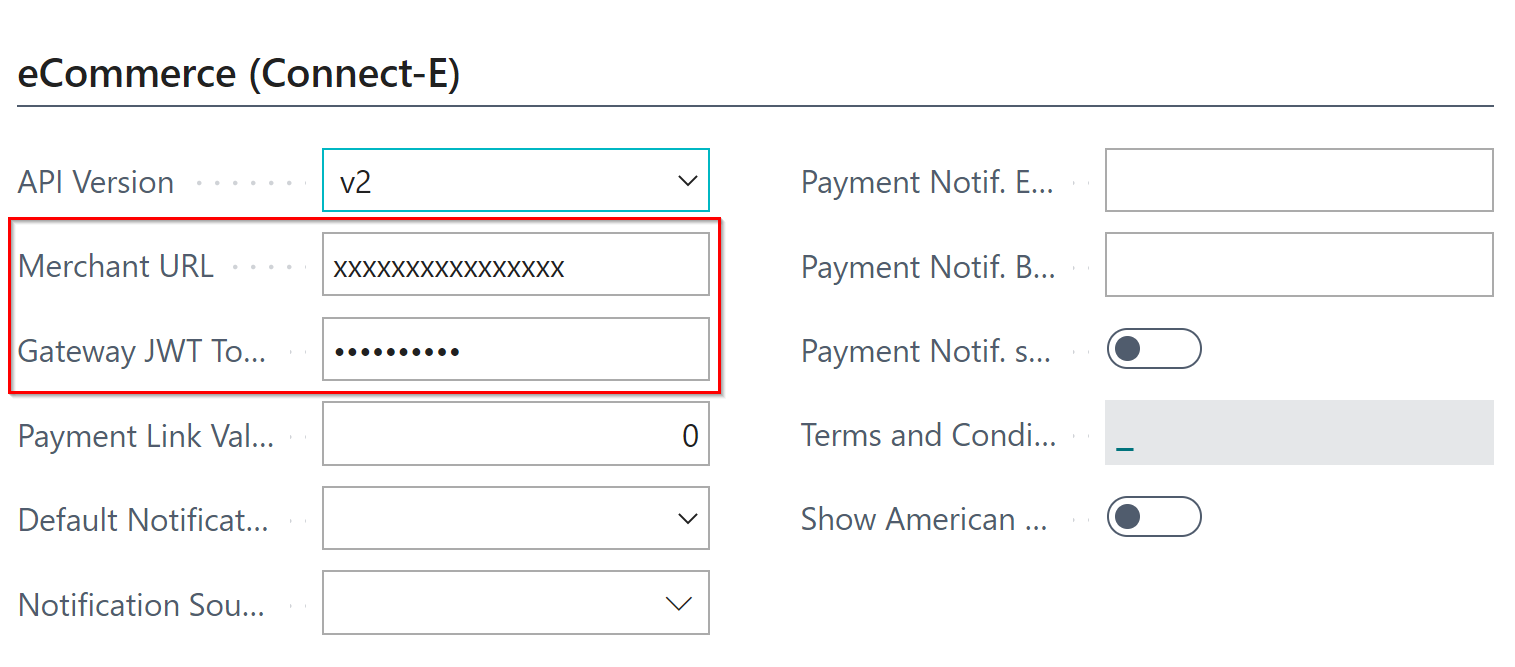 eCommerce (Connect-E)
API Version
v2
Merchant URL
xxxxxxxxxxxxxxxx
Gateway JWT To...
••••••••••
Payment Link Val...
0
Default Notificat...
Notification Sou...
Payment Notif. E...
Payment Notif. B...
Payment Notif. s...
Terms and Condi...
_
Show American ...